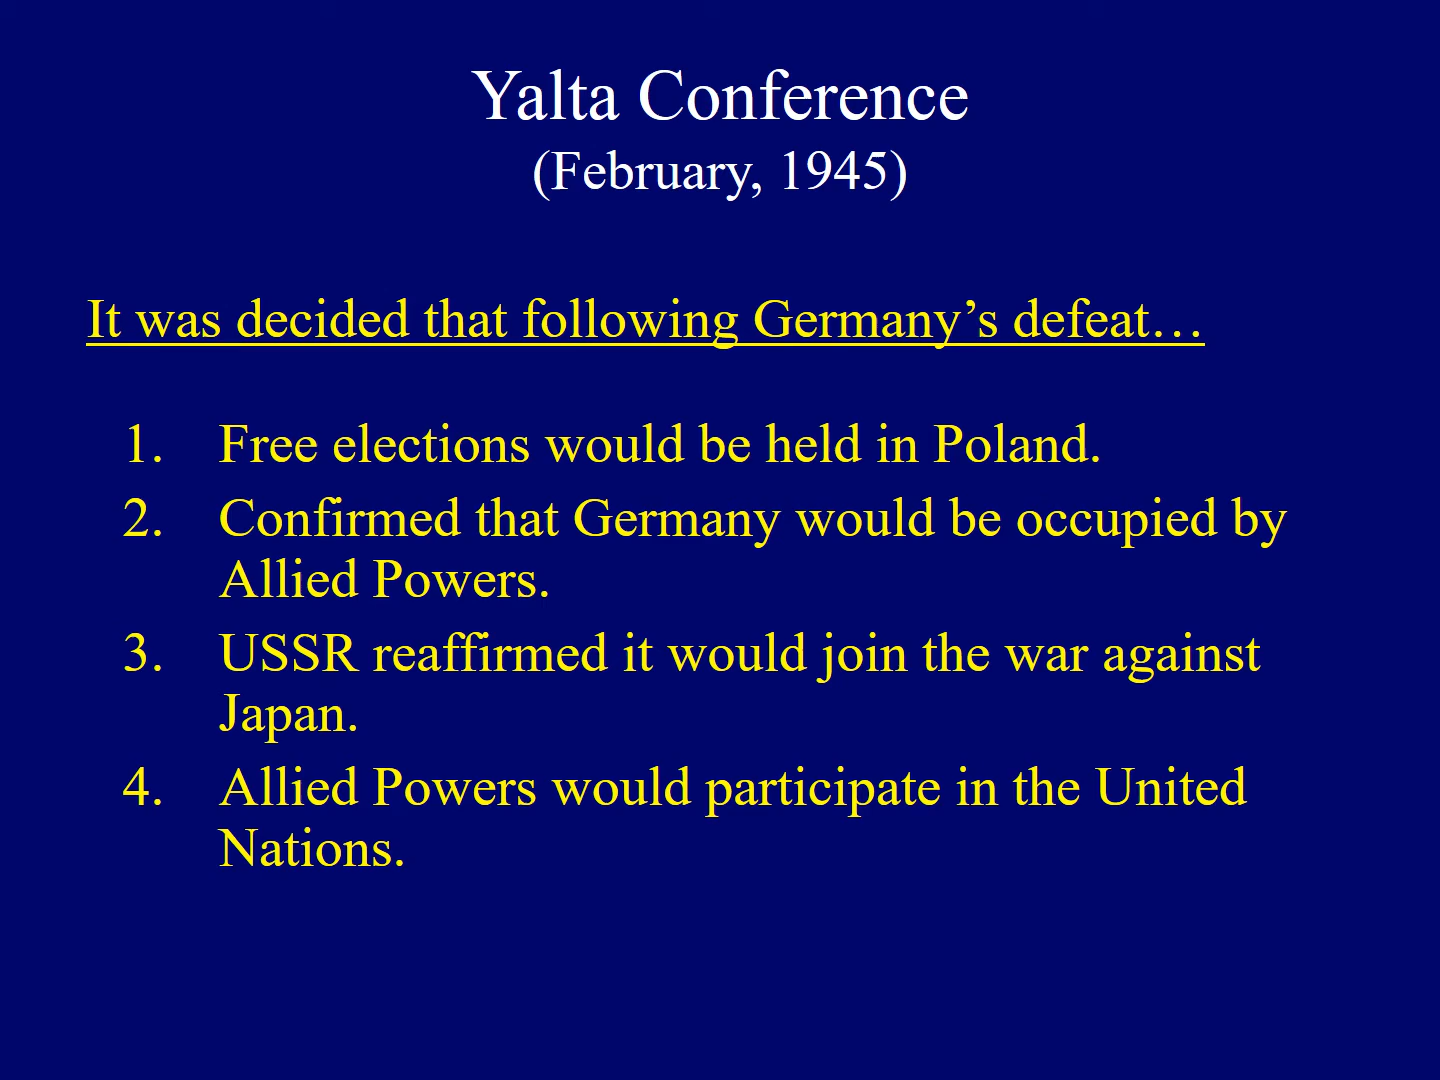 Yalta Conference
(February, 1945)
It was decided that following Germany’s defeat…
1. Free elections would be held in Poland.
2. Confirmed that Germany would be occupied by
Allied Powers.
3. USSR reaffirmed it would join the war against
Japan.
4. Allied Powers would participate in the United
Nations.